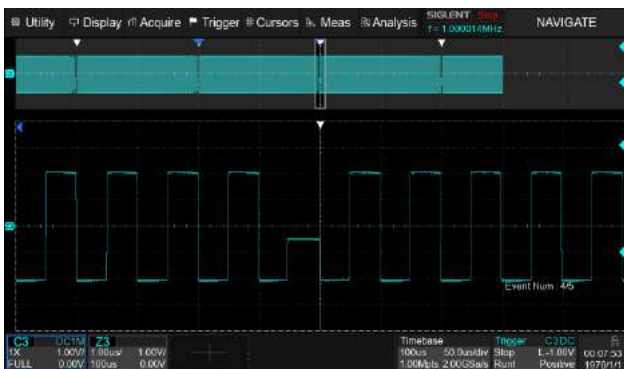 Utility Display Acquire Trigger Cursors Meas Analysis SIGLENT Stop NAVIGATE
f = 1.000014MHz
Event Num : 4/5
C3 DC1M Z3 Timebase Trigger C3 DC
1X 1.00V/ 1.00us/ 1.00V/ 100us 50.0us/div Stop L -1.00V 00:07:53
FULL 0.00V 100us 0.00V 1.00Mpts 2.00GSa/s Runt Positive 1970/1/1